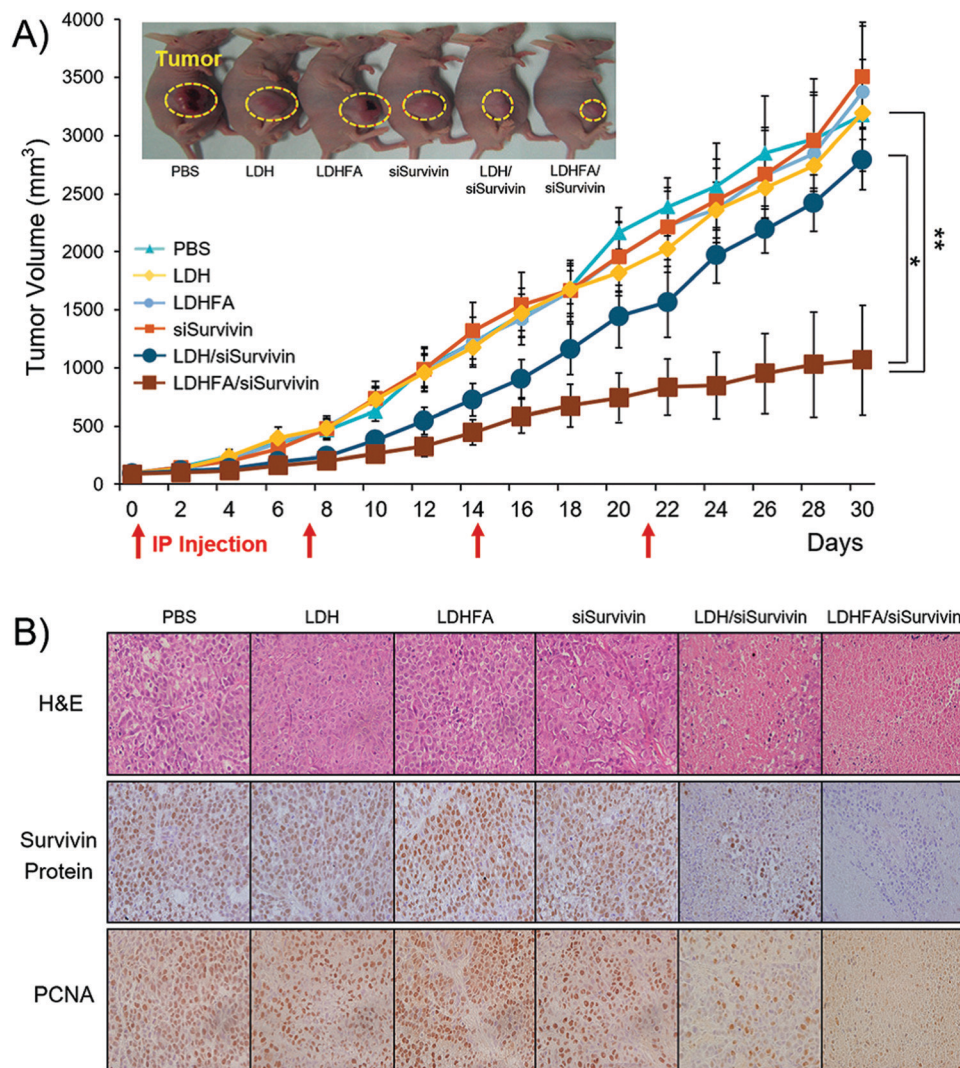 A)
Tumor
PBS
LDH
LDHFA
siSurvivin
LDH/
siSurvivin
LDHFA/
siSurvivin
Tumor Volume (mm³)
4000
3500
3000
2500
2000
1500
1000
500
0
PBS
LDH
LDHFA
siSurvivin
LDH/siSurvivin
LDHFA/siSurvivin
*
**
0 2 4 6 8 10 12 14 16 18 20 22 24 26 28 30
IP Injection
Days
B)
PBS LDH LDHFA siSurvivin LDH/siSurvivin LDHFA/siSurvivin
H&E
Survivin
Protein
PCNA